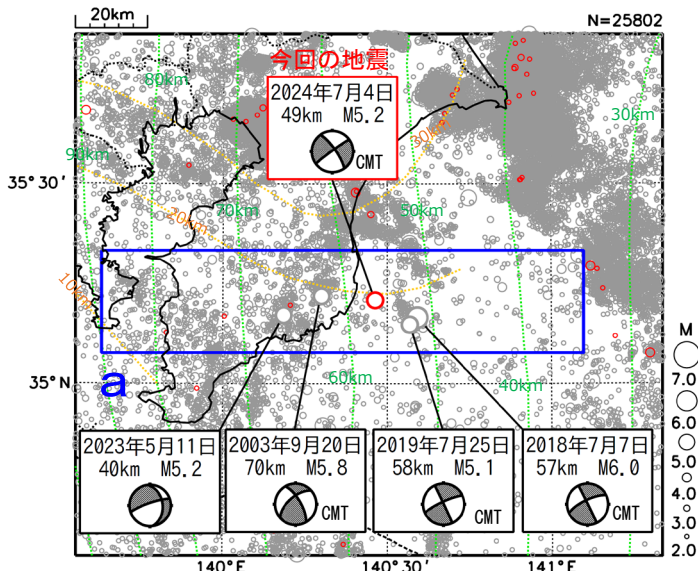 20km
N=25802
今回の地震
2024年7月4日
49km M5.2
CMT
80km
90km
30km
30km
35°30′
70km
50km
20km
10km
a
60km
40km
35°N
M
7.0
6.0
5.0
4.0
3.0
2.0
2023年5月11日
40km M5.2
2003年9月20日
70km M5.8
CMT
2019年7月25日
58km M5.1
CMT
2018年7月7日
57km M6.0
CMT
140°E
140°30′
141°E